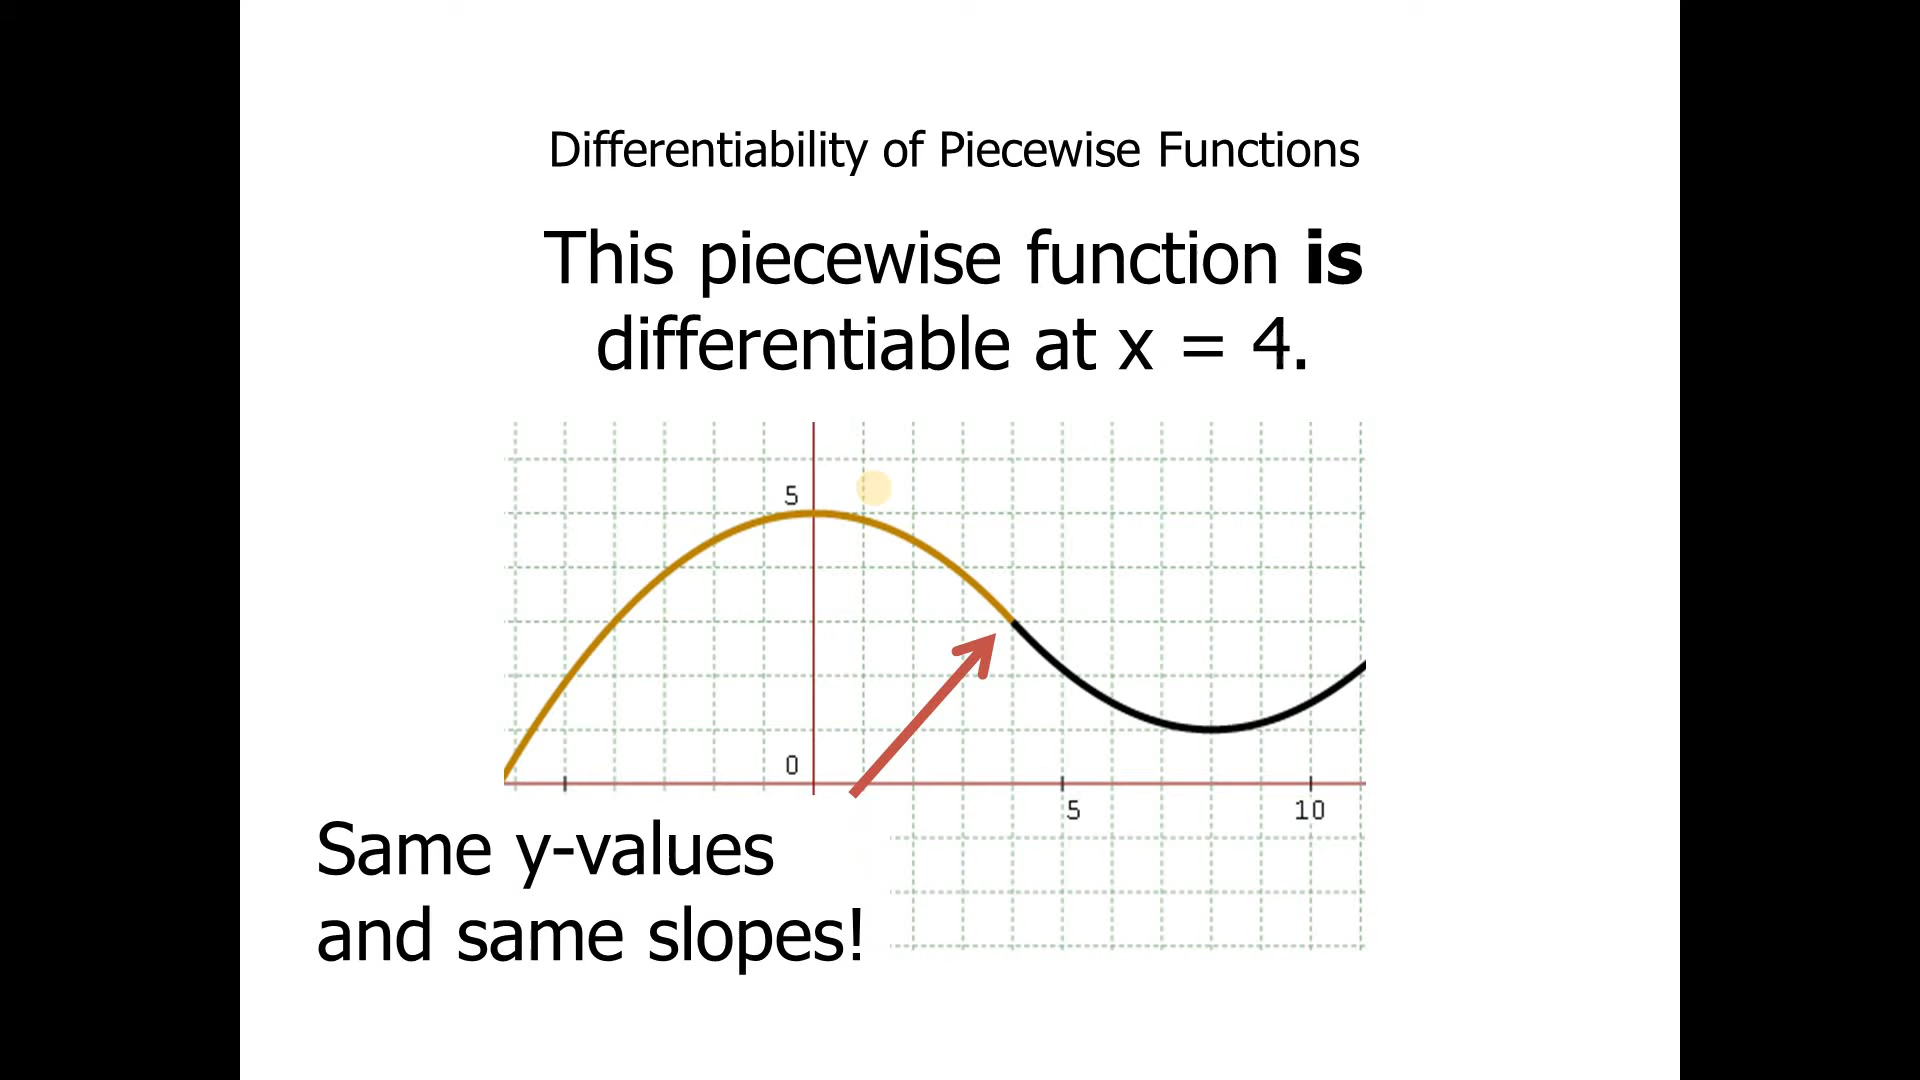 Differentiability of Piecewise Functions
This piecewise function is
differentiable at x = 4.
5
0
5
10
Same y-values
and same slopes!